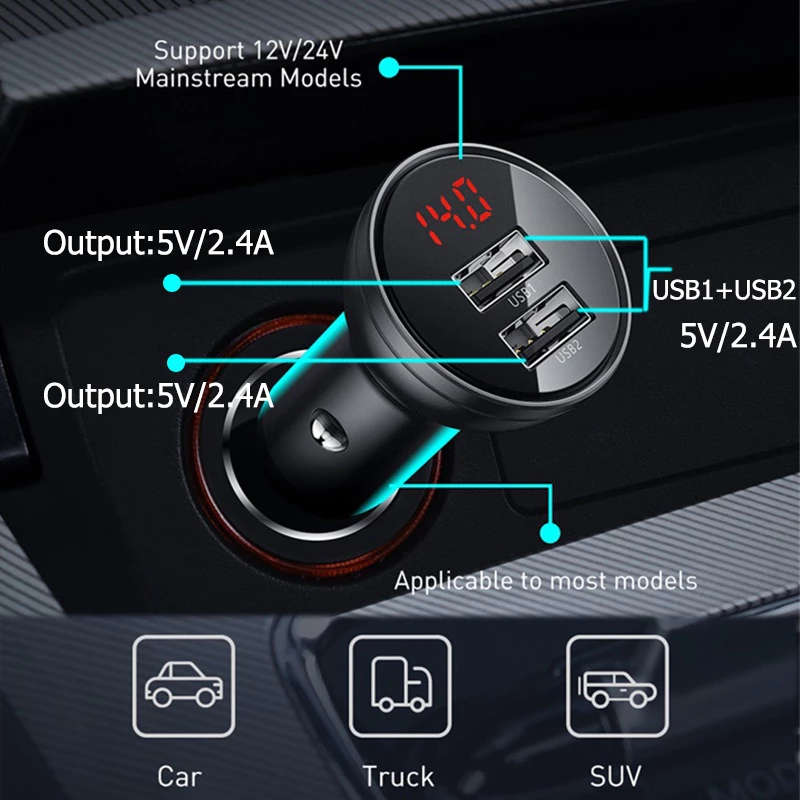 Support 12V/24V
Mainstream Models
14.0
Output:5V/2.4A
USB1
USB1+USB2
5V/2.4A
USB2
Output:5V/2.4A
Applicable to most models
Car
Truck
SUV